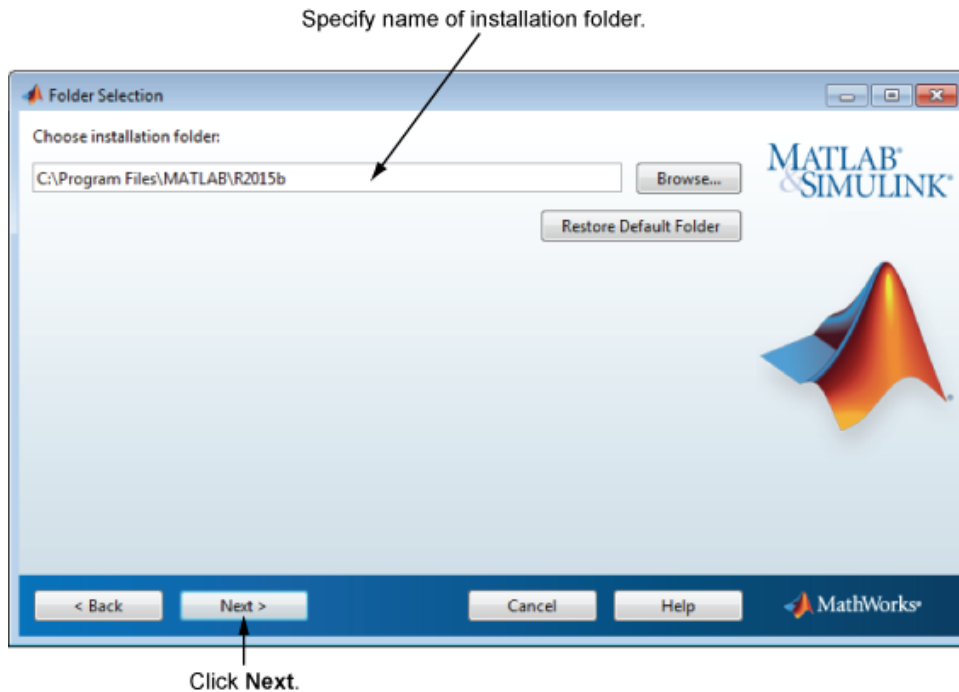 Specify name of installation folder.
Folder Selection
Choose installation folder:
C:\Program Files\MATLAB\R2015b
Browse...
Restore Default Folder
MATLAB®
&SIMULINK®
< Back
Next >
Cancel
Help
MathWorks®
Click Next.